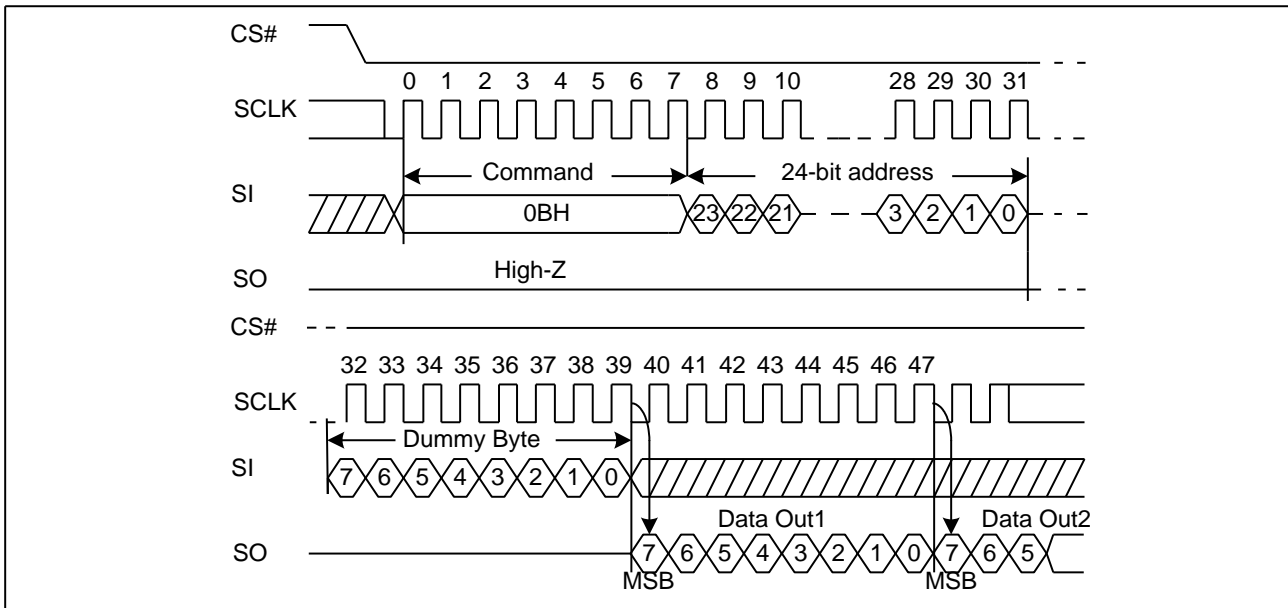 CS#
0 1 2 3 4 5 6 7 8 9 10 28 29 30 31
SCLK
Command 24-bit address
SI
0BH 23 22 21 3 2 1 0
High-Z
SO
CS#
32 33 34 35 36 37 38 39 40 41 42 43 44 45 46 47
SCLK
Dummy Byte
SI
7 6 5 4 3 2 1 0
Data Out1 Data Out2
SO
7 6 5 4 3 2 1 0 7 6 5
MSB MSB